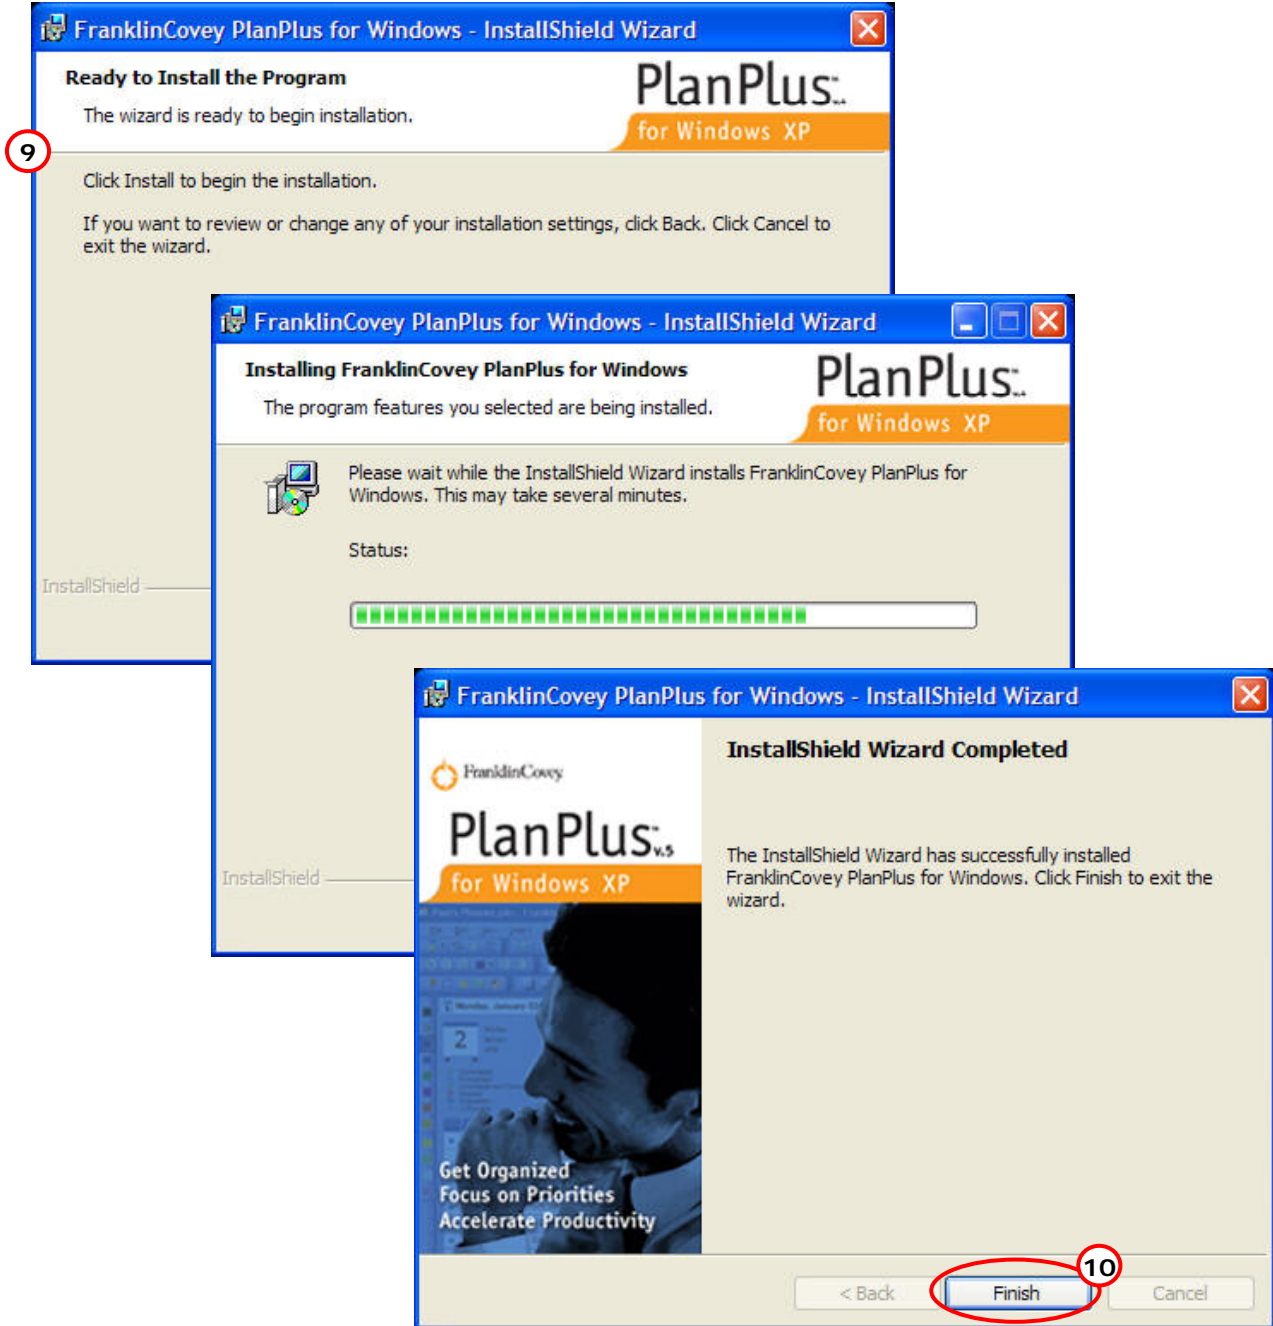 FranklinCovey PlanPlus for Windows - InstallShield Wizard
Ready to Install the Program
The wizard is ready to begin installation.
PlanPlus
for Windows XP
9
Click Install to begin the installation.
If you want to review or change any of your installation settings, click Back. Click Cancel to
exit the wizard.
InstallShield
FranklinCovey PlanPlus for Windows - InstallShield Wizard
Installing FranklinCovey PlanPlus for Windows
The program features you selected are being installed.
PlanPlus
for Windows XP
Please wait while the InstallShield Wizard installs FranklinCovey PlanPlus for
Windows. This may take several minutes.
Status:
InstallShield
FranklinCovey PlanPlus for Windows - InstallShield Wizard
FranklinCovey
PlanPlus™ v.5
for Windows XP
2
Get Organized
Focus on Priorities
Accelerate Productivity
InstallShield Wizard Completed
The InstallShield Wizard has successfully installed
FranklinCovey PlanPlus for Windows. Click Finish to exit the
wizard.
10
< Back
Finish
Cancel